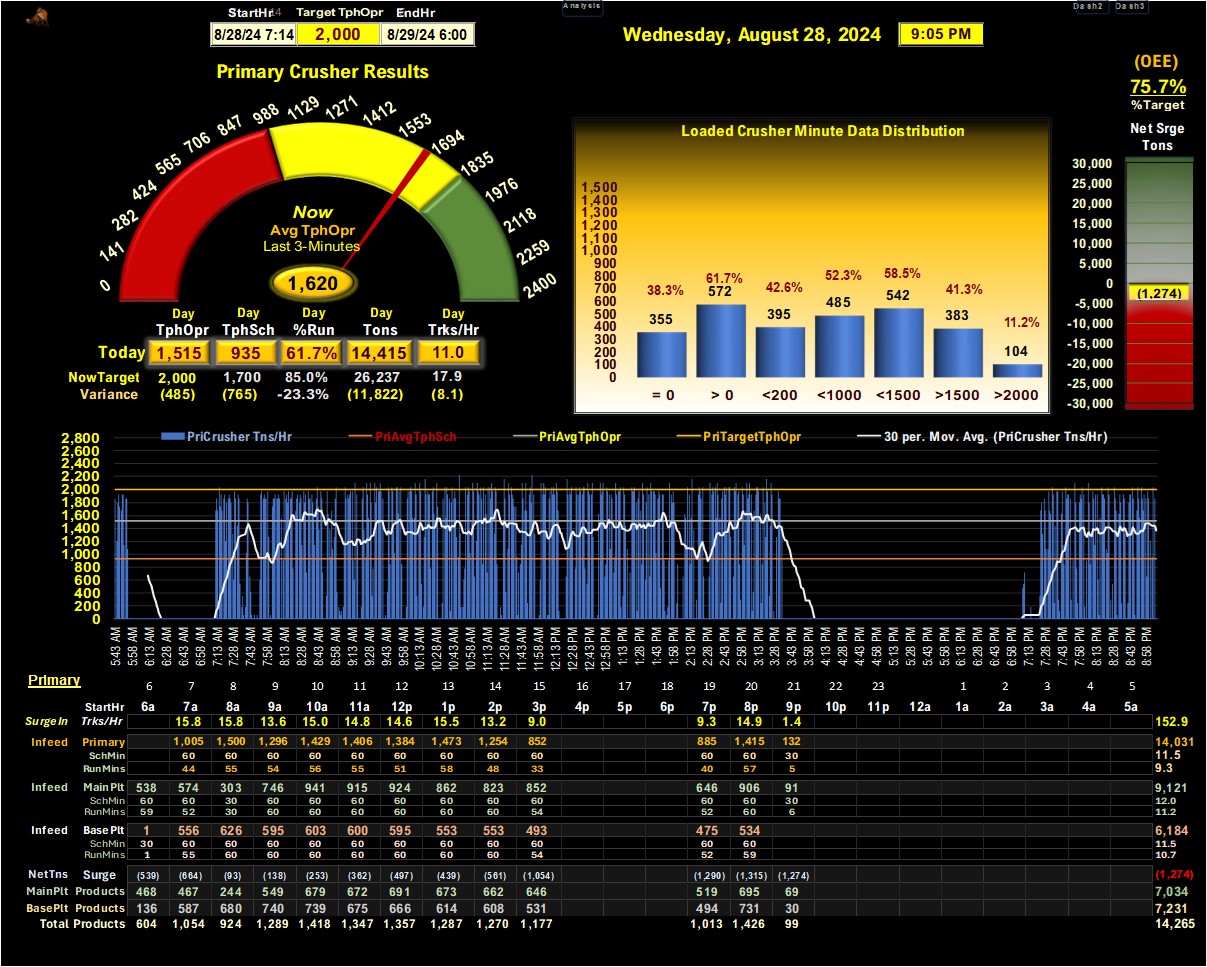 Analysis
Dash2 Dash3
StartHr 14 Target TphOpr EndHr
8/28/24 7:14 2,000 8/29/24 6:00
Wednesday, August 28, 2024 9:05 PM
Primary Crusher Results
0 141 282 424 565 706 847 988 1129 1271 1412 1553 1694 1835 1976 2118 2259 2400
Now
Avg TphOpr
Last 3-Minutes
1,620
Day Day Day Day Day
TphOpr TphSch %Run Tons Trks/Hr
Today 1,515 935 61.7% 14,415 11.0
NowTarget 2,000 1,700 85.0% 26,237 17.9
Variance (485) (765) -23.3% (11,822) (8.1)
Loaded Crusher Minute Data Distribution
1,500
1,400
1,300
1,200
1,100
1,000
900
800
700
600
500
400
300
200
100
0
38.3% 61.7% 42.6% 52.3% 58.5% 41.3% 11.2%
355 572 395 485 542 383 104
= 0 > 0 <200 <1000 <1500 >1500 >2000
(OEE)
75.7%
%Target
Net Srge
Tons
30,000
25,000
20,000
15,000
10,000
5,000
0
(1,274)
-5,000
-10,000
-15,000
-20,000
-25,000
-30,000
PriCrusher Tns/Hr PriAvgTphSch PriAvgTphOpr PriTargetTphOpr 30 per. Mov. Avg. (PriCrusher Tns/Hr)
2,800
2,600
2,400
2,200
2,000
1,800
1,600
1,400
1,200
1,000
800
600
400
200
0
5:43 AM 5:58 AM 6:13 AM 6:28 AM 6:43 AM 6:58 AM 7:13 AM 7:28 AM 7:43 AM 7:58 AM 8:13 AM 8:28 AM 8:43 AM 8:58 AM 9:13 AM 9:28 AM 9:43 AM 9:58 AM 10:13 AM 10:28 AM 10:43 AM 10:58 AM 11:13 AM 11:28 AM 11:43 AM 11:58 AM 12:13 PM 12:28 PM 12:43 PM 12:58 PM 1:13 PM 1:28 PM 1:43 PM 1:58 PM 2:13 PM 2:28 PM 2:43 PM 2:58 PM 3:13 PM 3:28 PM 3:43 PM 3:58 PM 4:13 PM 4:28 PM 4:43 PM 4:58 PM 5:13 PM 5:28 PM 5:43 PM 5:58 PM 6:13 PM 6:28 PM 6:43 PM 6:58 PM 7:13 PM 7:28 PM 7:43 PM 7:58 PM 8:13 PM 8:28 PM 8:43 PM 8:58 PM
Primary
6 7 8 9 10 11 12 13 14 15 16 17 18 19 20 21 22 23 1 2 3 4 5
StartHr 6a 7a 8a 9a 10a 11a 12p 1p 2p 3p 4p 5p 6p 7p 8p 9p 10p 11p 12a 1a 2a 3a 4a 5a
SurgeIn Trks/Hr 15.8 15.8 13.6 15.0 14.8 14.6 15.5 13.2 9.0 9.3 14.9 1.4 152.9
Infeed Primary 1,005 1,500 1,296 1,429 1,406 1,384 1,473 1,254 852 885 1,415 132 14,031
SchMin 60 60 60 60 60 60 60 60 60 60 60 30 11.5
RunMins 44 55 54 56 55 51 58 48 33 40 57 5 9.3
Infeed MainPlt 538 574 303 746 941 915 924 862 823 852 646 906 91 9,121
SchMin 60 60 30 60 60 60 60 60 60 60 60 60 30 12.0
RunMins 59 52 30 60 60 60 60 60 60 54 52 60 6 11.2
Infeed BasePlt 1 556 626 595 603 600 595 553 553 493 475 534 6,184
SchMin 30 60 60 60 60 60 60 60 60 60 60 60 11.5
RunMins 1 55 60 60 60 60 60 60 60 54 52 59 10.7
NetTns Surge (539) (664) (93) (138) (253) (362) (497) (439) (561) (1,054) (1,290) (1,315) (1,274) (1,274)
MainPlt Products 468 467 244 549 679 672 691 673 662 646 519 695 69 7,034
BasePlt Products 136 587 680 740 739 675 666 614 608 531 494 731 30 7,231
Total Products 604 1,054 924 1,289 1,418 1,347 1,357 1,287 1,270 1,177 1,013 1,426 99 14,265